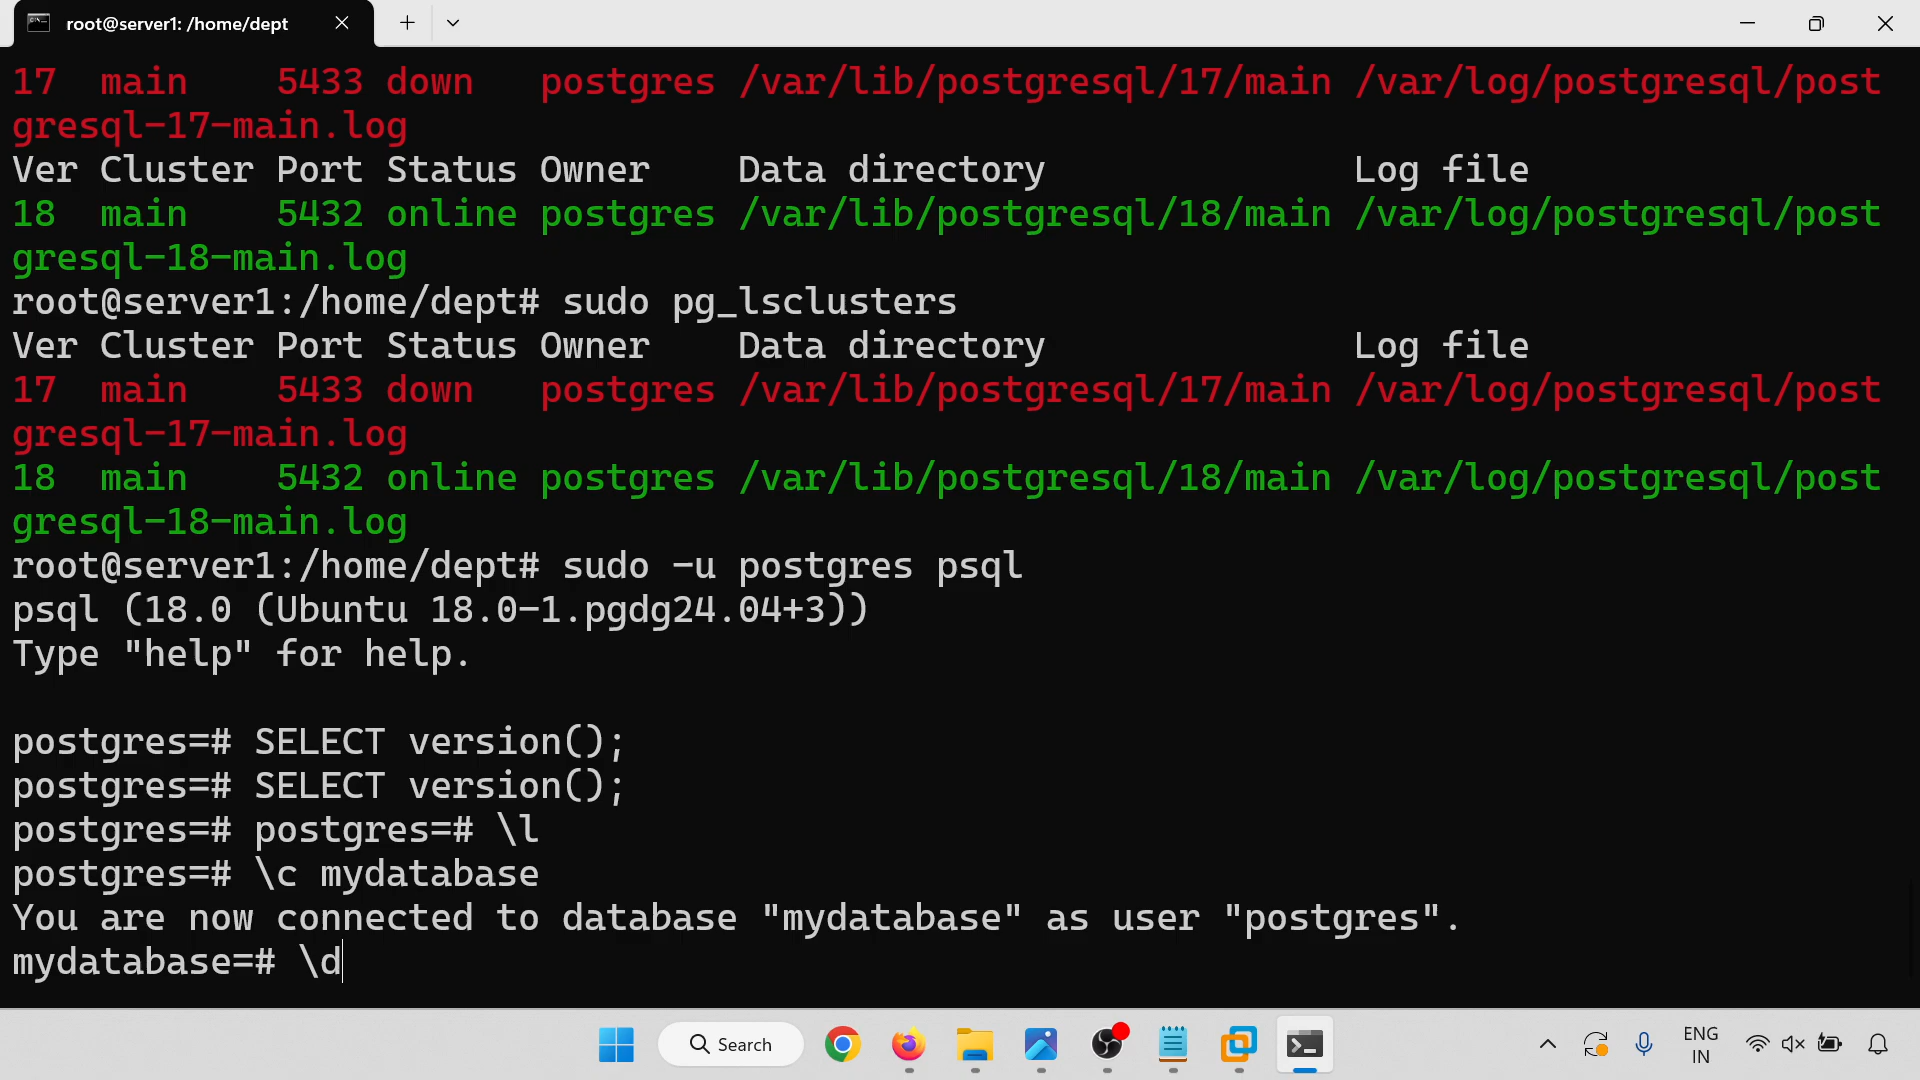 root@server1: /home/dept
17  main    5433 down   postgres /var/lib/postgresql/17/main /var/log/postgresql/post
gresql-17-main.log
Ver Cluster Port Status Owner    Data directory              Log file
18  main    5432 online postgres /var/lib/postgresql/18/main /var/log/postgresql/post
gresql-18-main.log
root@server1:/home/dept# sudo pg_lsclusters
Ver Cluster Port Status Owner    Data directory              Log file
17  main    5433 down   postgres /var/lib/postgresql/17/main /var/log/postgresql/post
gresql-17-main.log
18  main    5432 online postgres /var/lib/postgresql/18/main /var/log/postgresql/post
gresql-18-main.log
root@server1:/home/dept# sudo -u postgres psql
psql (18.0 (Ubuntu 18.0-1.pgdg24.04+3))
Type "help" for help.
postgres=# SELECT version();
postgres=# SELECT version();
postgres=# postgres=# \l
postgres=# \c mydatabase
You are now connected to database "mydatabase" as user "postgres".
mydatabase=# \d
Search
ENG
IN